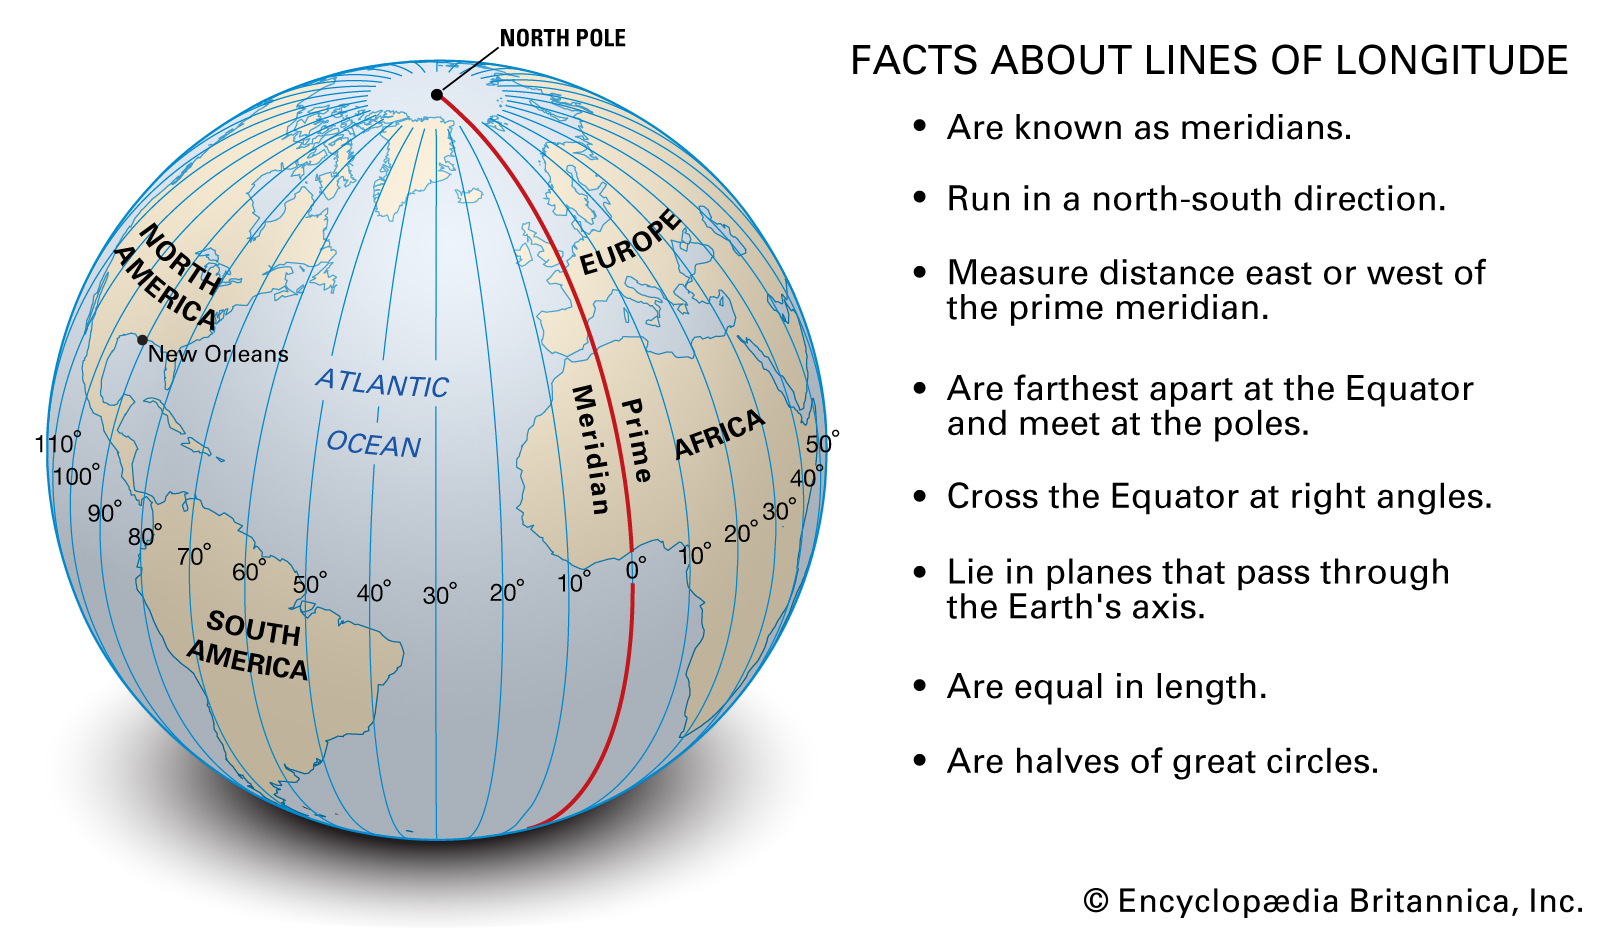 NORTH POLE
NORTH
AMERICA
New Orleans
ATLANTIC
OCEAN
EUROPE
Prime
Meridian
AFRICA
110°
100°
90°
80°
70°
60°
50°
40°
30°
20°
10°
0°
10°
20°
30°
40°
50°
SOUTH
AMERICA
FACTS ABOUT LINES OF LONGITUDE
• Are known as meridians.
• Run in a north-south direction.
• Measure distance east or west of
the prime meridian.
• Are farthest apart at the Equator
and meet at the poles.
• Cross the Equator at right angles.
• Lie in planes that pass through
the Earth's axis.
• Are equal in length.
• Are halves of great circles.
© Encyclopædia Britannica, Inc.